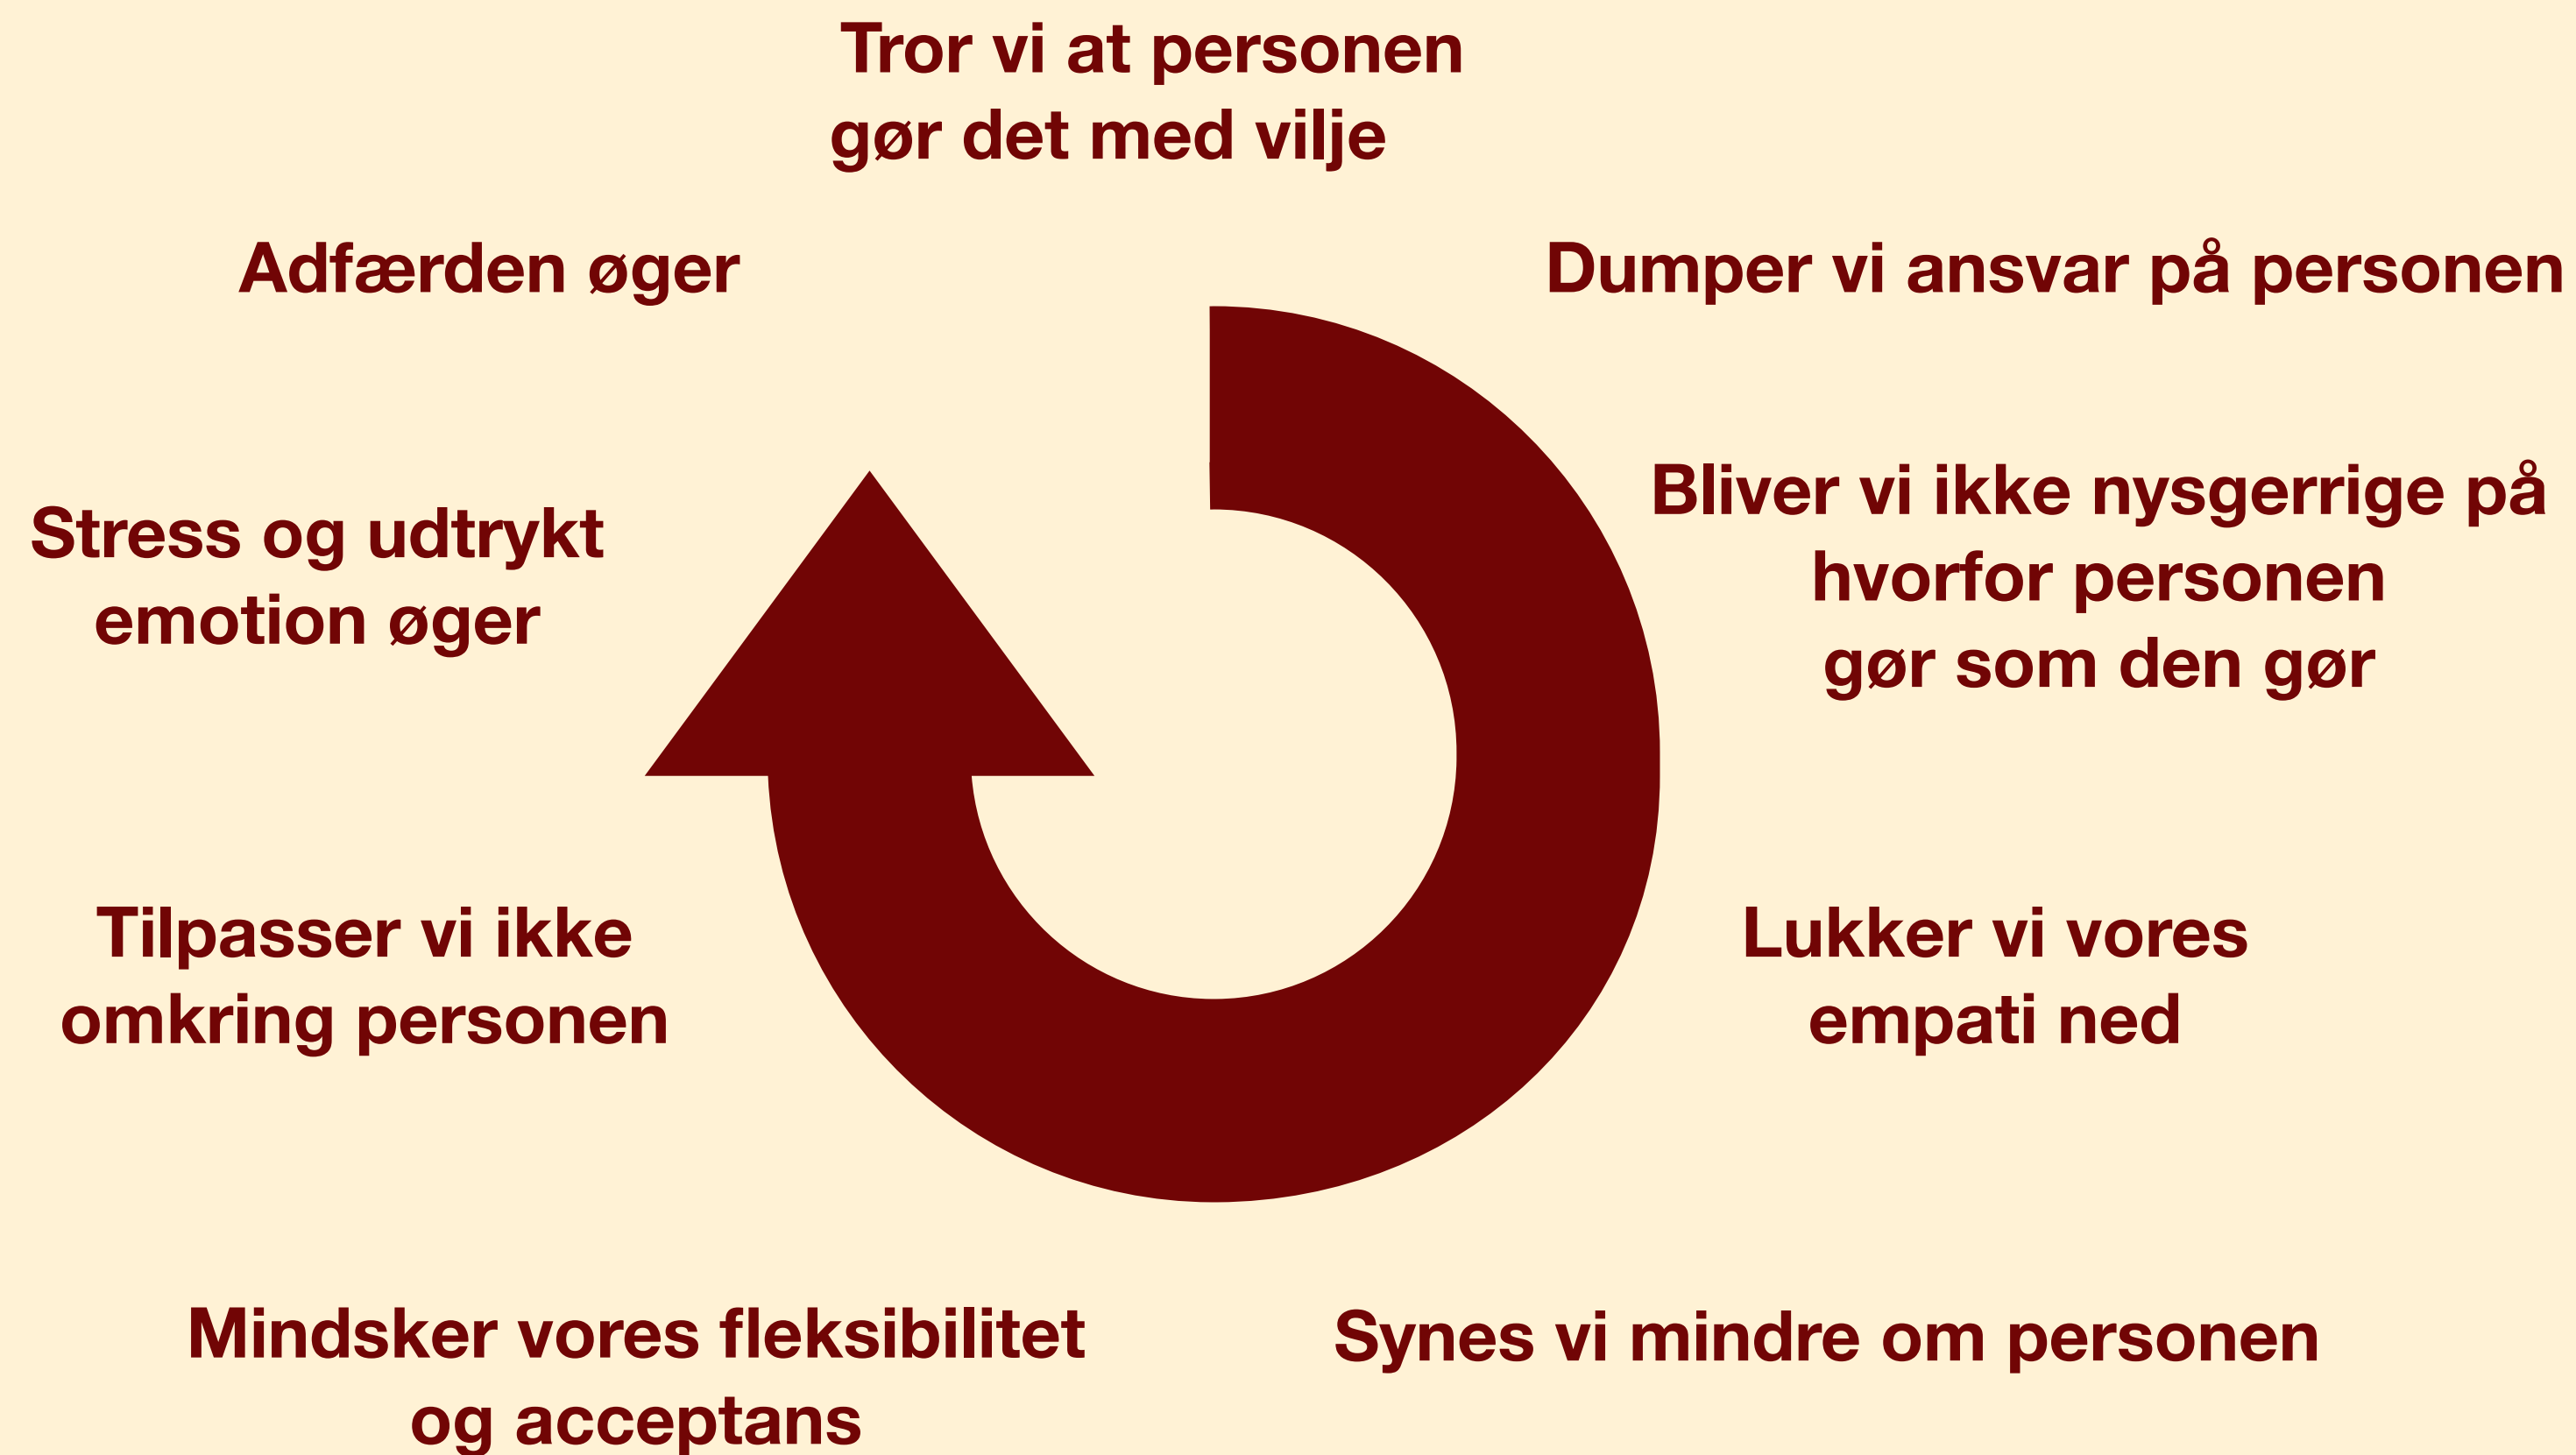 Tror vi at personen
gør det med vilje
Dumper vi ansvar på personen
Bliver vi ikke nysgerrige på
hvorfor personen
gør som den gør
Lukker vi vores
empati ned
Synes vi mindre om personen
Mindsker vores fleksibilitet
og acceptans
Tilpasser vi ikke
omkring personen
Stress og udtrykt
emotion øger
Adfærden øger